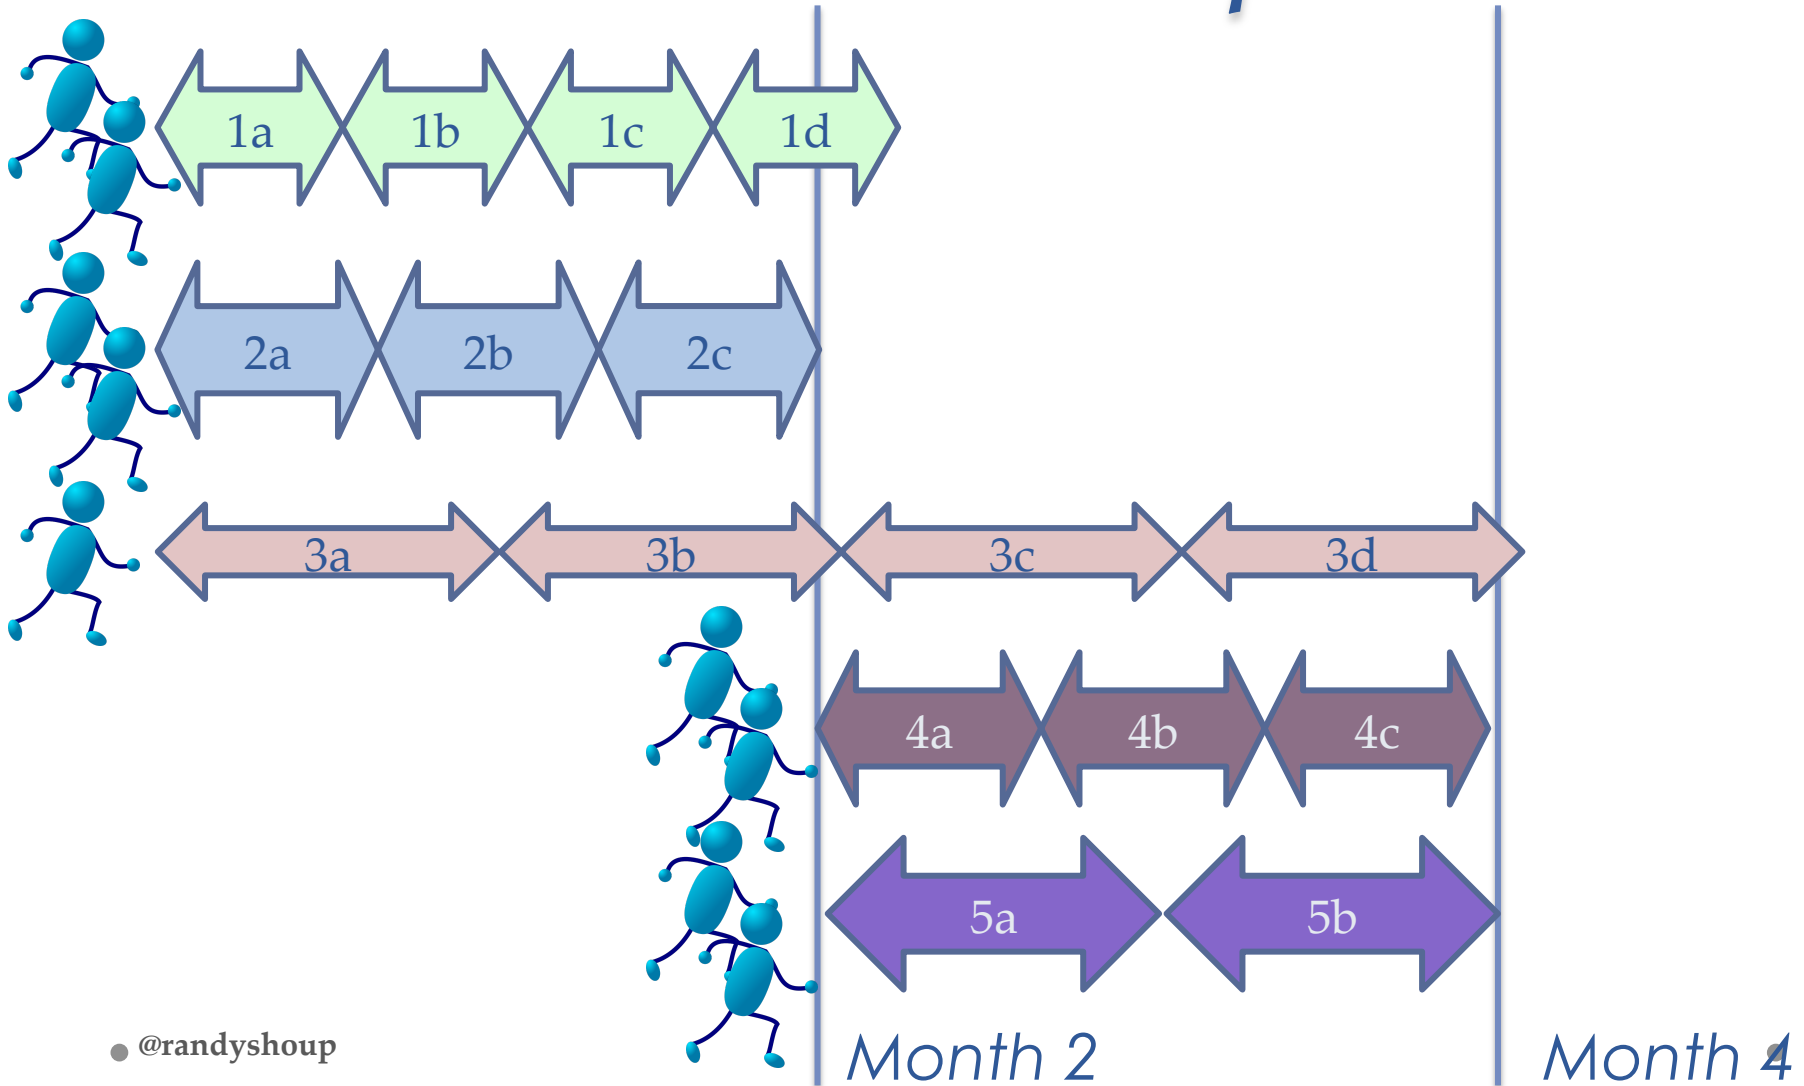 1a 1b 1c 1d
2a 2b 2c
3a 3b 3c 3d
4a 4b 4c
5a 5b
@randyshoup
Month 2
Month 4